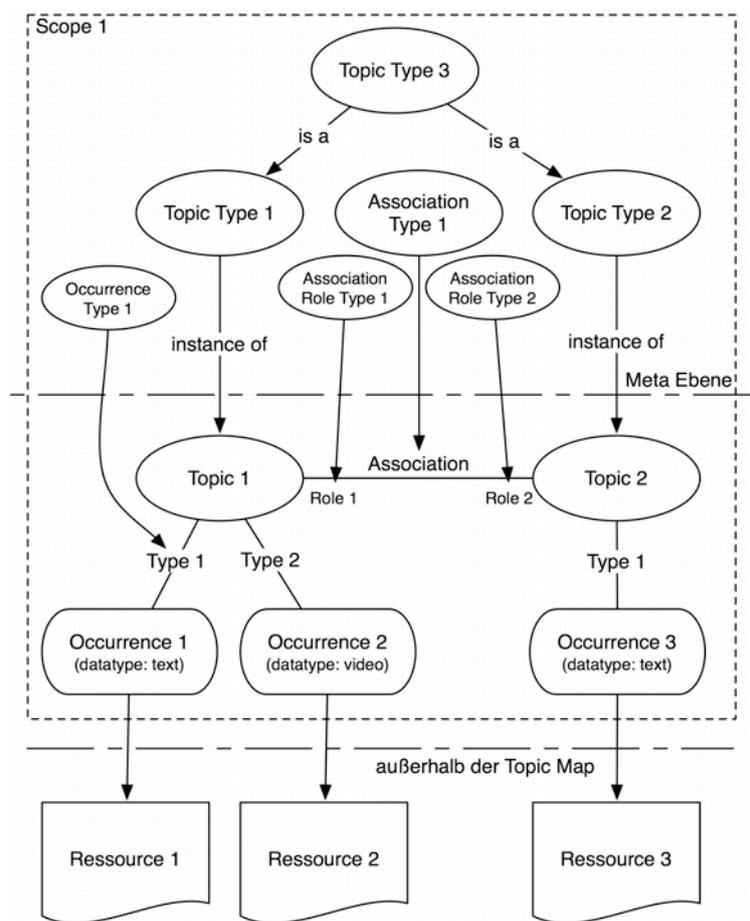 Scope 1
Topic Type 3
is a
is a
Topic Type 1
Association
Type 1
Topic Type 2
Occurrence
Type 1
Association
Role Type 1
Association
Role Type 2
instance of
instance of
Meta Ebene
Topic 1
Association
Topic 2
Role 1
Role 2
Type 1
Type 2
Type 1
Occurrence 1
(datatype: text)
Occurrence 2
(datatype: video)
Occurrence 3
(datatype: text)
außerhalb der Topic Map
Ressource 1
Ressource 2
Ressource 3